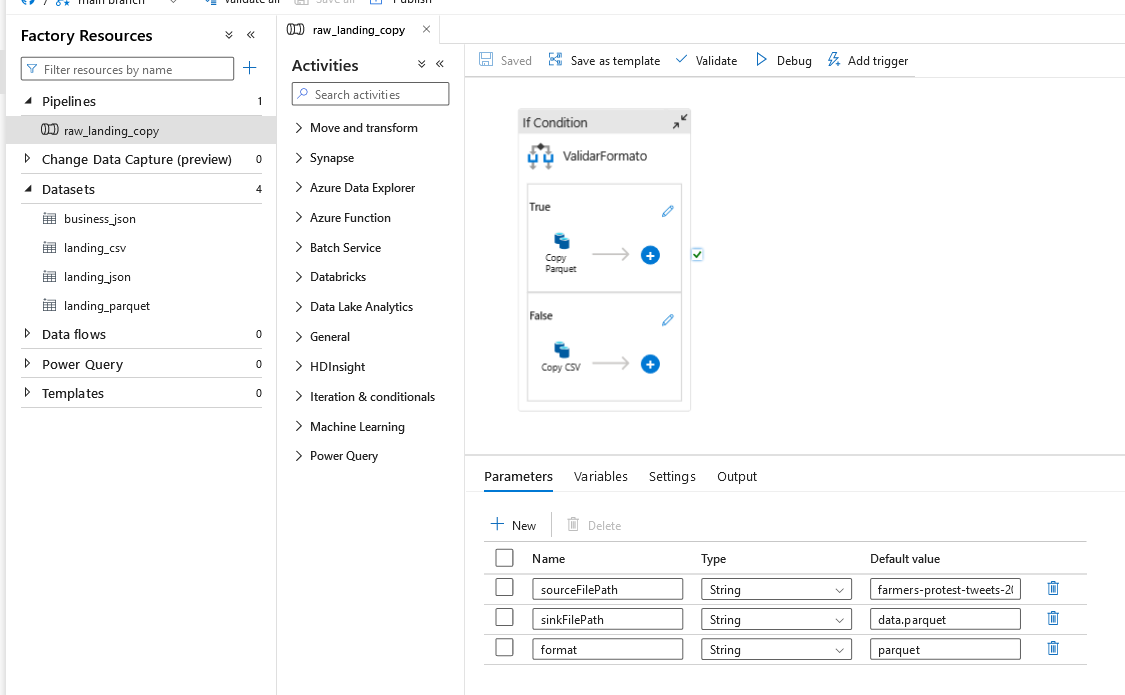 main branch
Validate all
Save all
Publish
Factory Resources
Filter resources by name
Pipelines 1
raw_landing_copy
Change Data Capture (preview) 0
Datasets 4
business_json
landing_csv
landing_json
landing_parquet
Data flows 0
Power Query 0
Templates 0
raw_landing_copy
Activities
Search activities
Move and transform
Synapse
Azure Data Explorer
Azure Function
Batch Service
Databricks
Data Lake Analytics
General
HDInsight
Iteration & conditionals
Machine Learning
Power Query
Saved
Save as template
Validate
Debug
Add trigger
If Condition
ValidarFormato
True
Copy
Parquet
False
Copy CSV
Parameters Variables Settings Output
New
Delete
Name Type Default value
sourceFilePath String farmers-protest-tweets-20
sinkFilePath String data.parquet
format String parquet